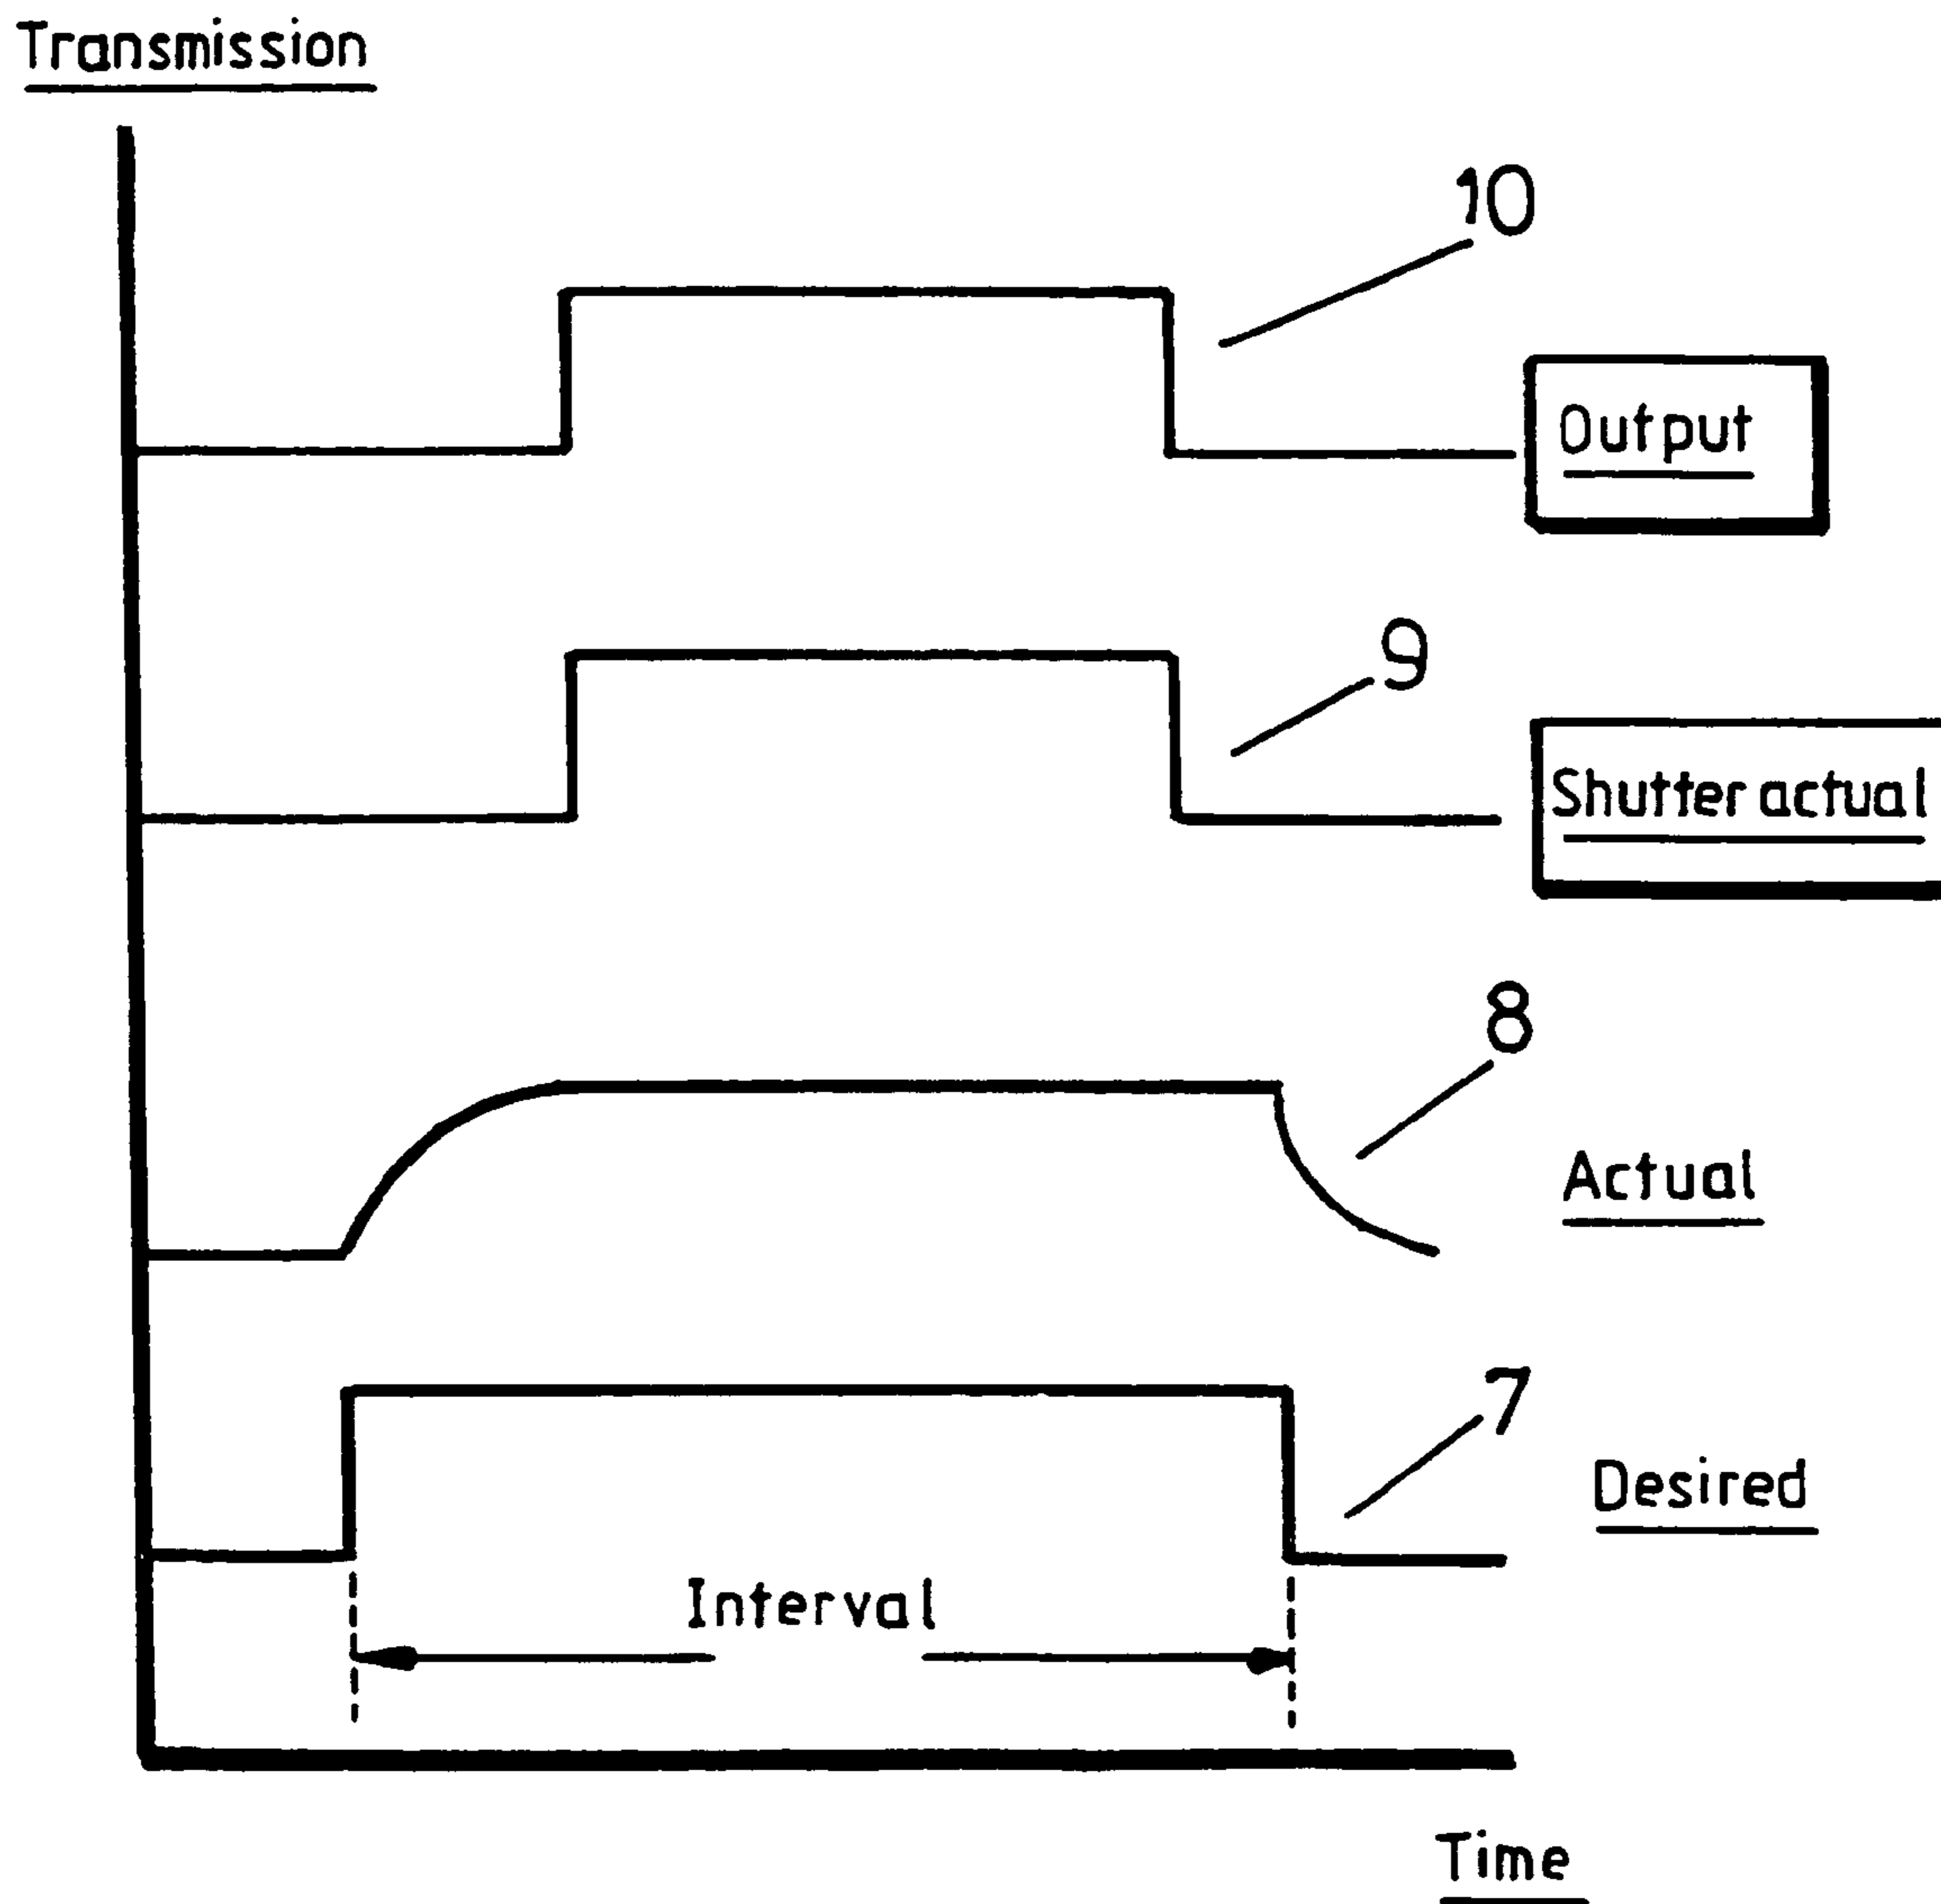 Transmission
10
Output
9
Shutter actual
8
Actual
7
Desired
Interval
Time